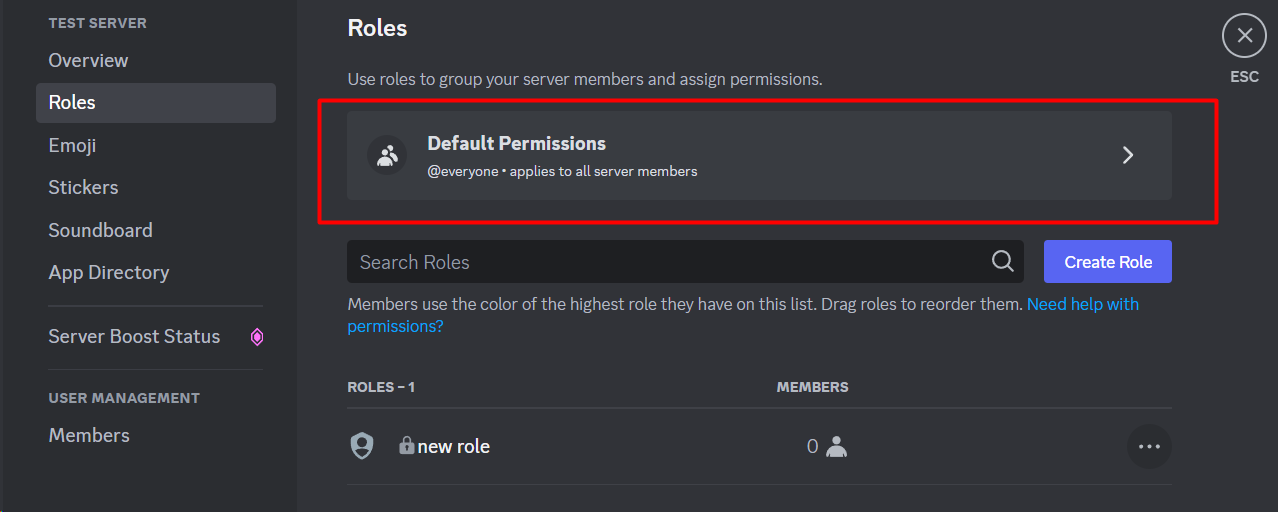 TEST SERVER
Overview
Roles
Emoji
Stickers
Soundboard
App Directory
Server Boost Status
USER MANAGEMENT
Members
Roles
Use roles to group your server members and assign permissions.
Default Permissions
@everyone • applies to all server members
Search Roles
Create Role
Members use the color of the highest role they have on this list. Drag roles to reorder them. Need help with
permissions?
ROLES – 1 MEMBERS
new role 0
ESC